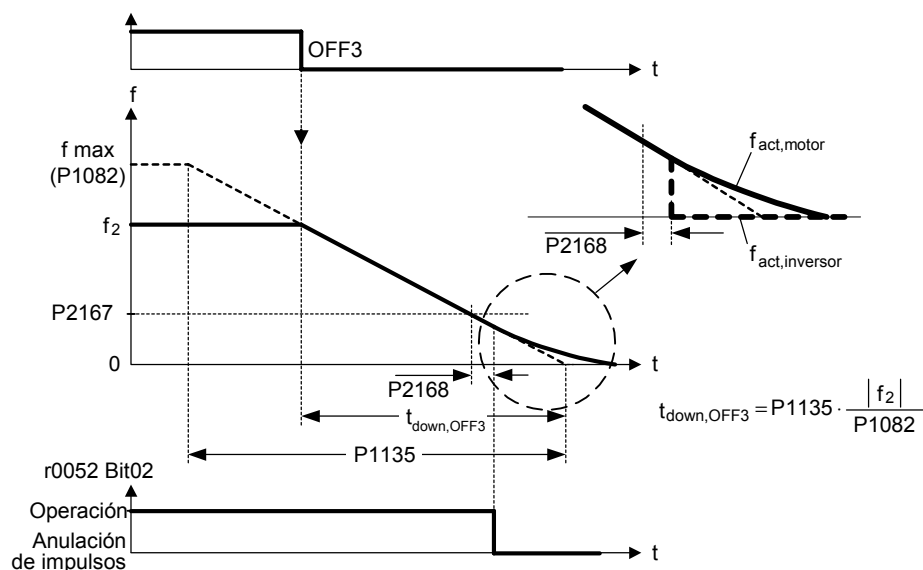 OFF3
t
f
f max
(P1082)
f2
P2167
0
t
P2168
tdown,OFF3
P1135
fact,motor
P2168
fact,inversor
tdown,OFF3 = P1135 · |f2| / P1082
r0052 Bit02
Operación
Anulación
de impulsos
t